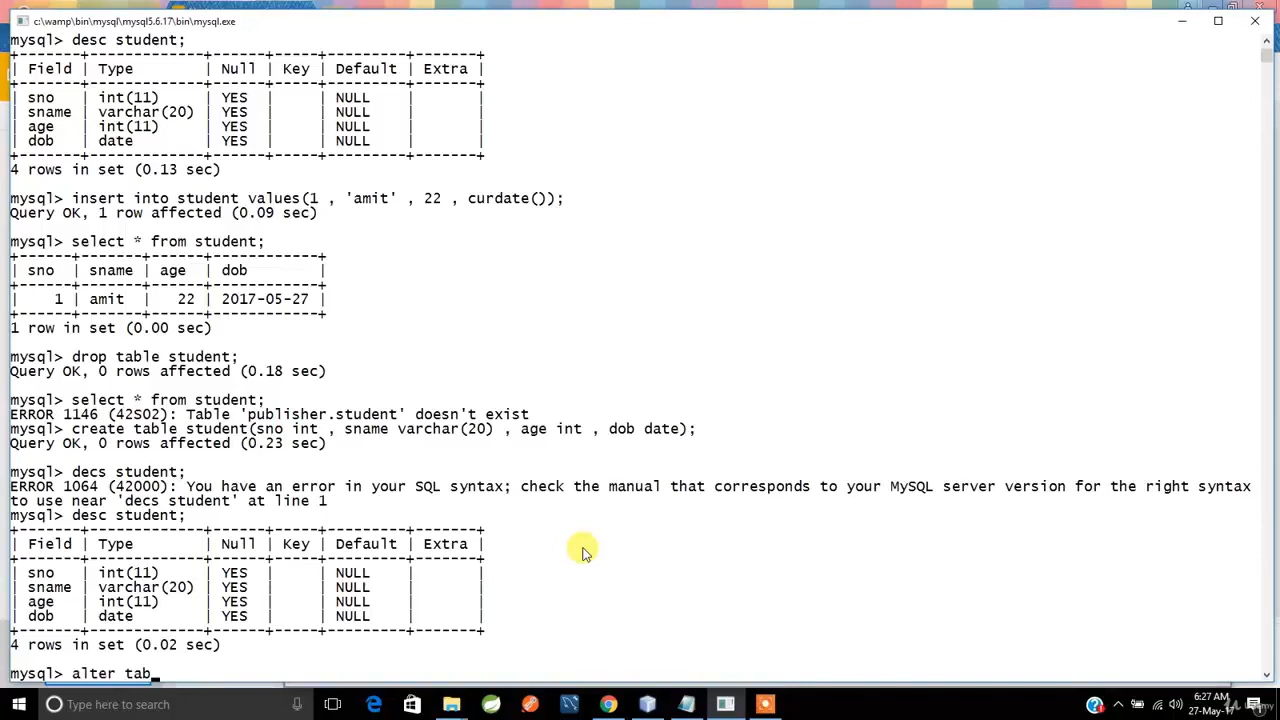 c:\wamp\bin\mysql\mysql5.6.17\bin\mysql.exe
mysql> desc student;
+-------+-------------+------+-----+---------+-------+
| Field | Type        | Null | Key | Default | Extra |
+-------+-------------+------+-----+---------+-------+
| sno   | int(11)     | YES  |     | NULL    |       |
| sname | varchar(20) | YES  |     | NULL    |       |
| age   | int(11)     | YES  |     | NULL    |       |
| dob   | date        | YES  |     | NULL    |       |
+-------+-------------+------+-----+---------+-------+
4 rows in set (0.13 sec)
mysql> insert into student values(1 , 'amit' , 22 , curdate());
Query OK, 1 row affected (0.09 sec)
mysql> select * from student;
+------+-------+------+------------+
| sno  | sname | age  | dob        |
+------+-------+------+------------+
|    1 | amit  |   22 | 2017-05-27 |
+------+-------+------+------------+
1 row in set (0.00 sec)
mysql> drop table student;
Query OK, 0 rows affected (0.18 sec)
mysql> select * from student;
ERROR 1146 (42S02): Table 'publisher.student' doesn't exist
mysql> create table student(sno int , sname varchar(20) , age int , dob date);
Query OK, 0 rows affected (0.23 sec)
mysql> decs student;
ERROR 1064 (42000): You have an error in your SQL syntax; check the manual that corresponds to your MySQL server version for the right syntax
to use near 'decs student' at line 1
mysql> desc student;
+-------+-------------+------+-----+---------+-------+
| Field | Type        | Null | Key | Default | Extra |
+-------+-------------+------+-----+---------+-------+
| sno   | int(11)     | YES  |     | NULL    |       |
| sname | varchar(20) | YES  |     | NULL    |       |
| age   | int(11)     | YES  |     | NULL    |       |
| dob   | date        | YES  |     | NULL    |       |
+-------+-------------+------+-----+---------+-------+
4 rows in set (0.02 sec)
mysql> alter tab_
Type here to search
6:27 AM
27-May-17